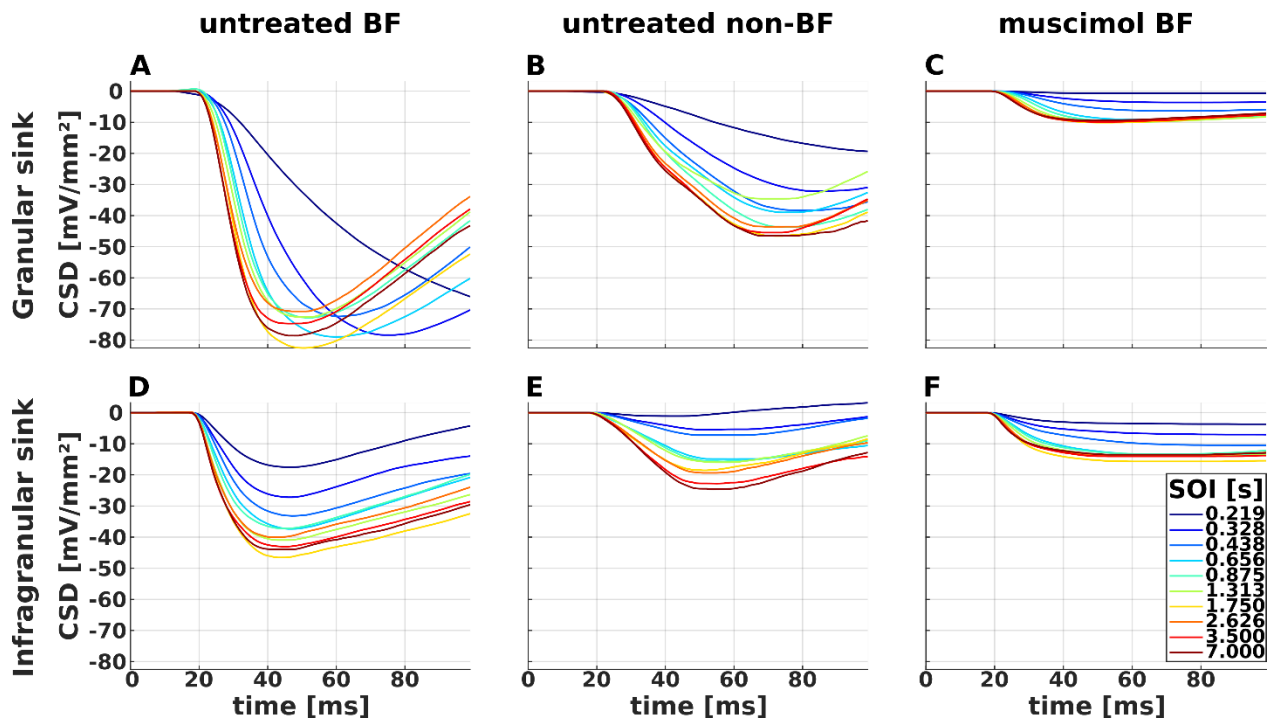 untreated BF untreated non-BF muscimol BF
A B C
Granular sink
CSD [mV/mm²]
0
-10
-20
-30
-40
-50
-60
-70
-80
D E F
Infragranular sink
CSD [mV/mm²]
0
-10
-20
-30
-40
-50
-60
-70
-80
SOI [s]
0.219
0.328
0.438
0.656
0.875
1.313
1.750
2.626
3.500
7.000
0 20 40 60 80 0 20 40 60 80 0 20 40 60 80
time [ms] time [ms] time [ms]